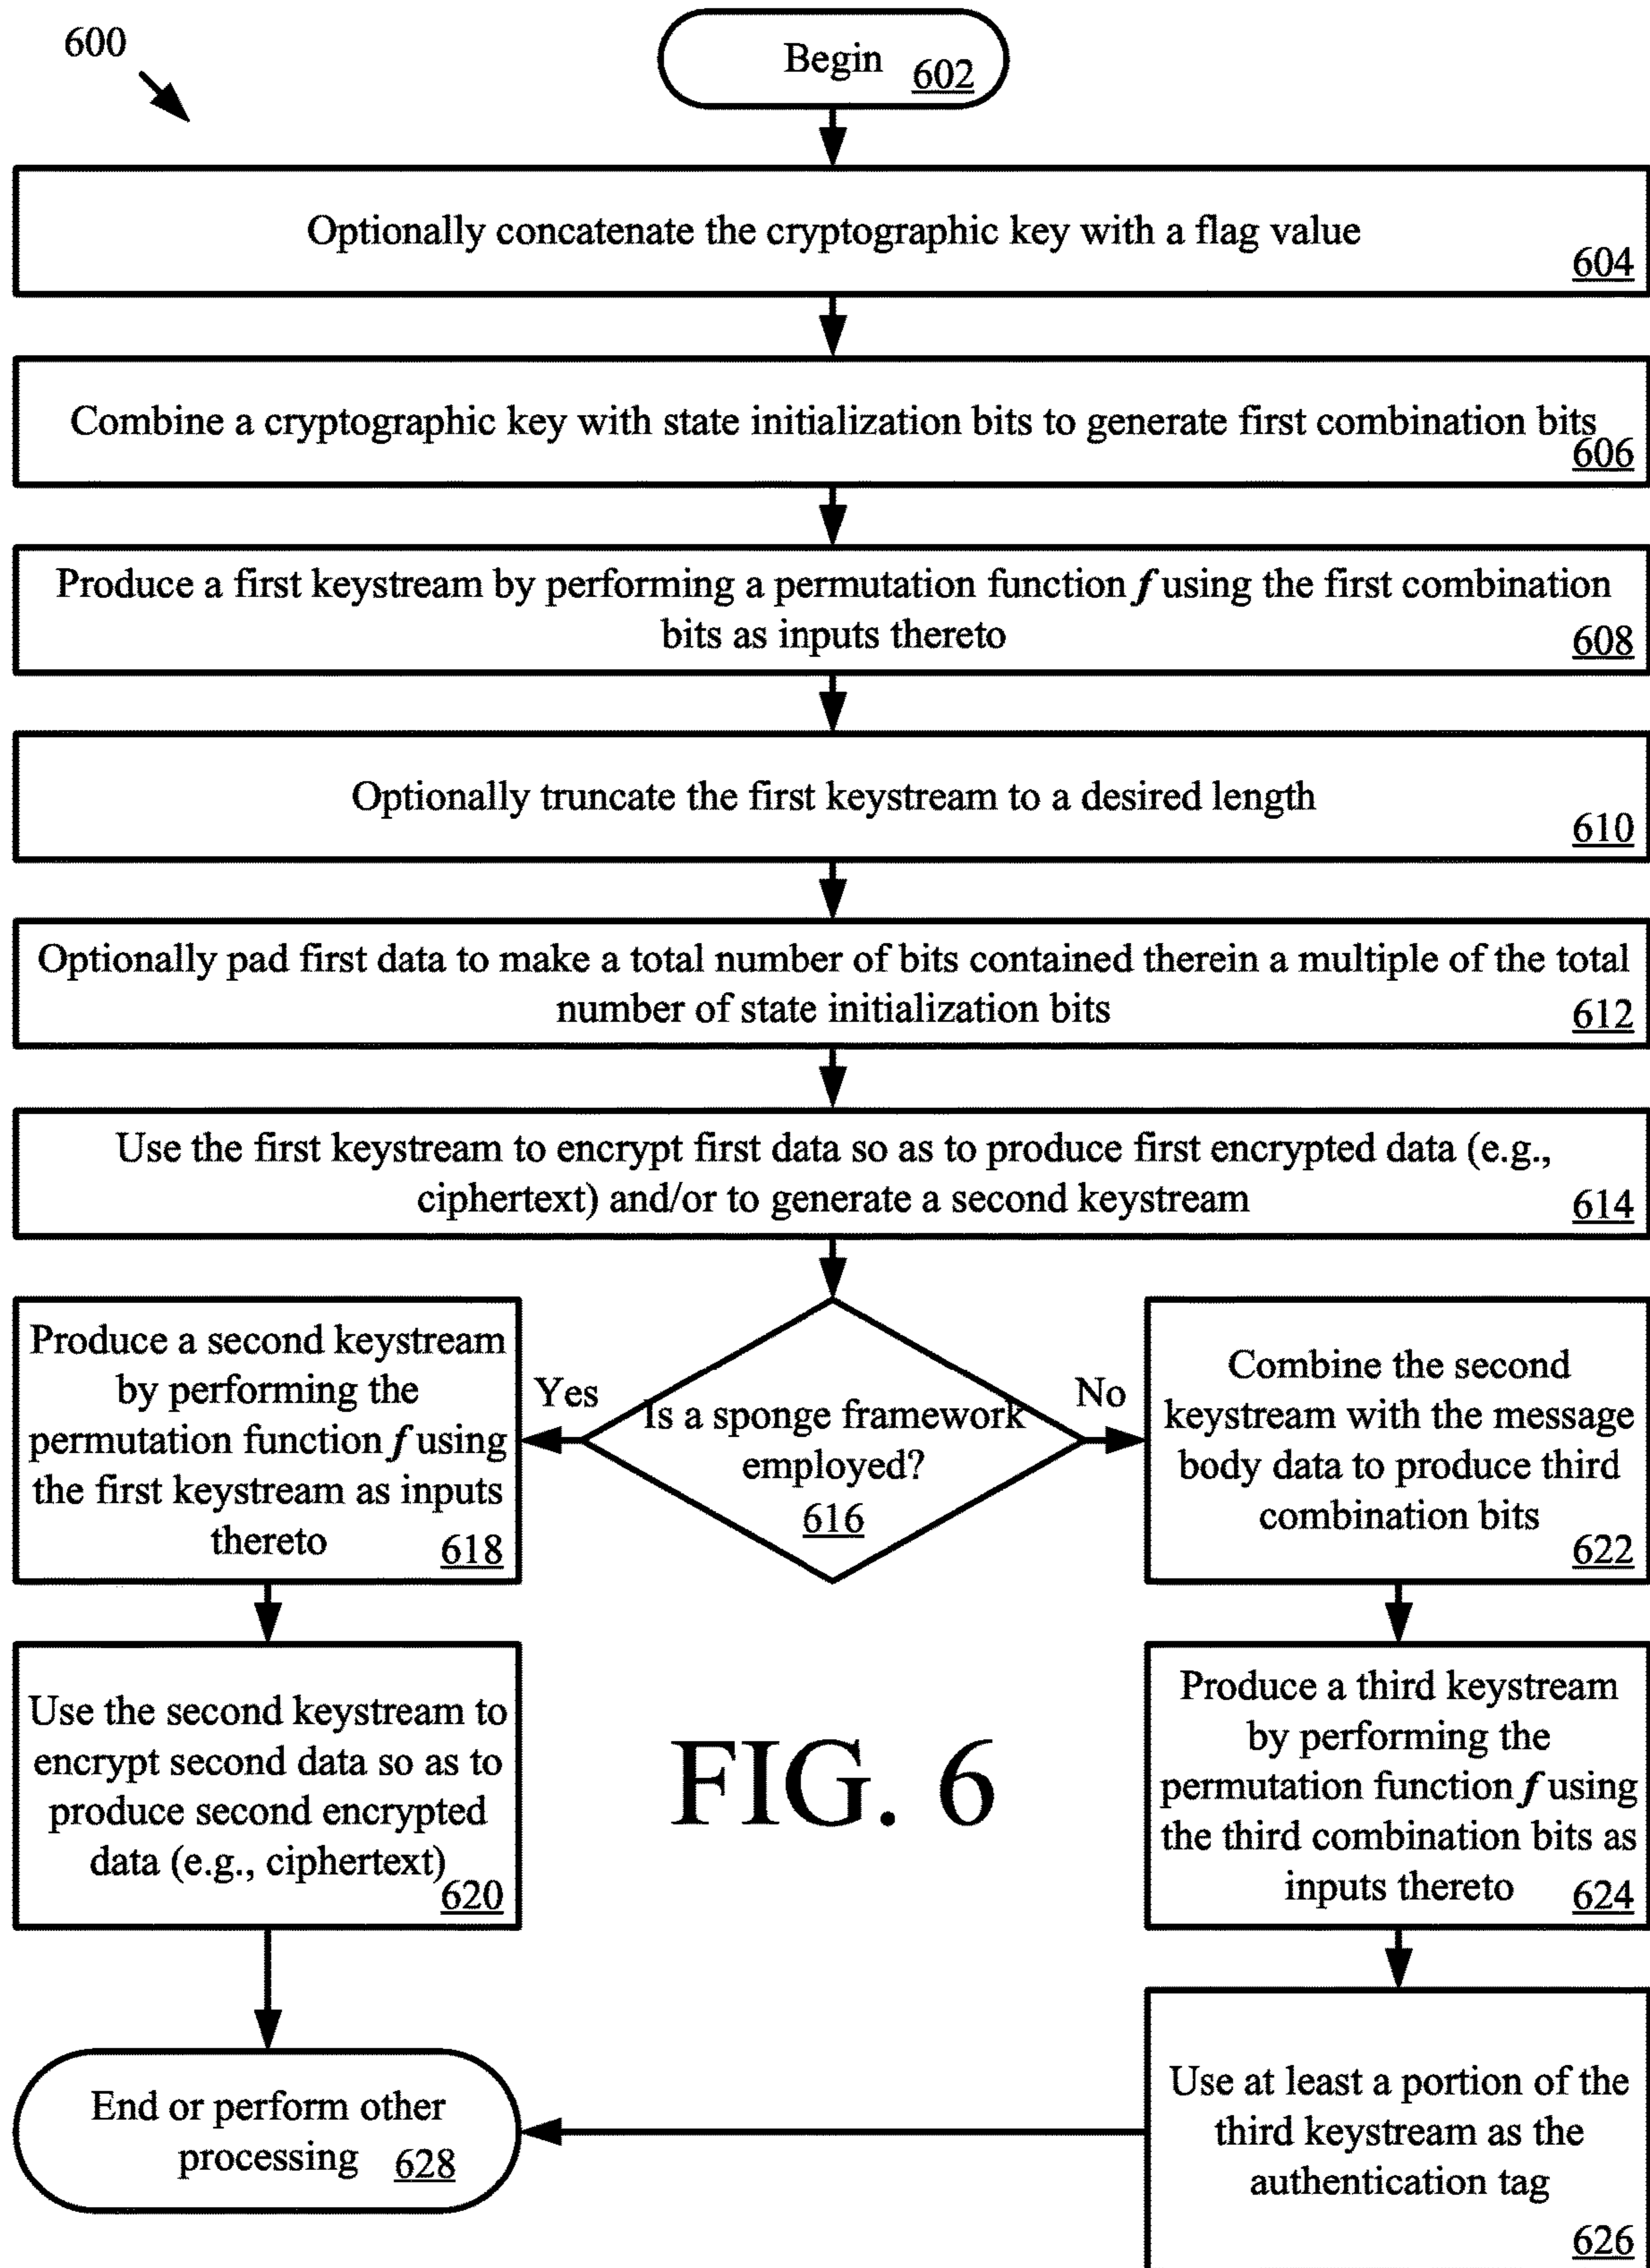 600
Begin 602
Optionally concatenate the cryptographic key with a flag value
604
Combine a cryptographic key with state initialization bits to generate first combination bits
606
Produce a first keystream by performing a permutation function f using the first combination
bits as inputs thereto
608
Optionally truncate the first keystream to a desired length
610
Optionally pad first data to make a total number of bits contained therein a multiple of the total
number of state initialization bits
612
Use the first keystream to encrypt first data so as to produce first encrypted data (e.g.,
ciphertext) and/or to generate a second keystream
614
Is a sponge framework
employed?
616
Yes
No
Produce a second keystream
by performing the
permutation function f using
the first keystream as inputs
thereto
618
Combine the second
keystream with the message
body data to produce third
combination bits
622
Use the second keystream to
encrypt second data so as to
produce second encrypted
data (e.g., ciphertext)
620
FIG. 6
Produce a third keystream
by performing the
permutation function f using
the third combination bits as
inputs thereto
624
End or perform other
processing 628
Use at least a portion of the
third keystream as the
authentication tag
626